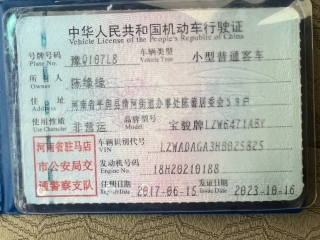 中华人民共和国机动车行驶证
Vehicle License of the People's Republic of China
号牌号码 豫Q107L8 车辆类型 小型普通客车
Plate No. Vehicle Type
所有人 陈缘缘
Owner
住址 河南省平舆县清河街道办事处陈蕃居委会5号户
Address
使用性质 非营运 品牌型号 宝骏牌LZW6471ABY
Use Character Model
河南省驻马店
市公安局交
通警察支队
车辆识别代号 LZWADAGA3HB025825
VIN
发动机号码 18H20210188
Engine No.
注册日期 2017-06-15 发证日期 2023-10-16
Register Date Issue Date